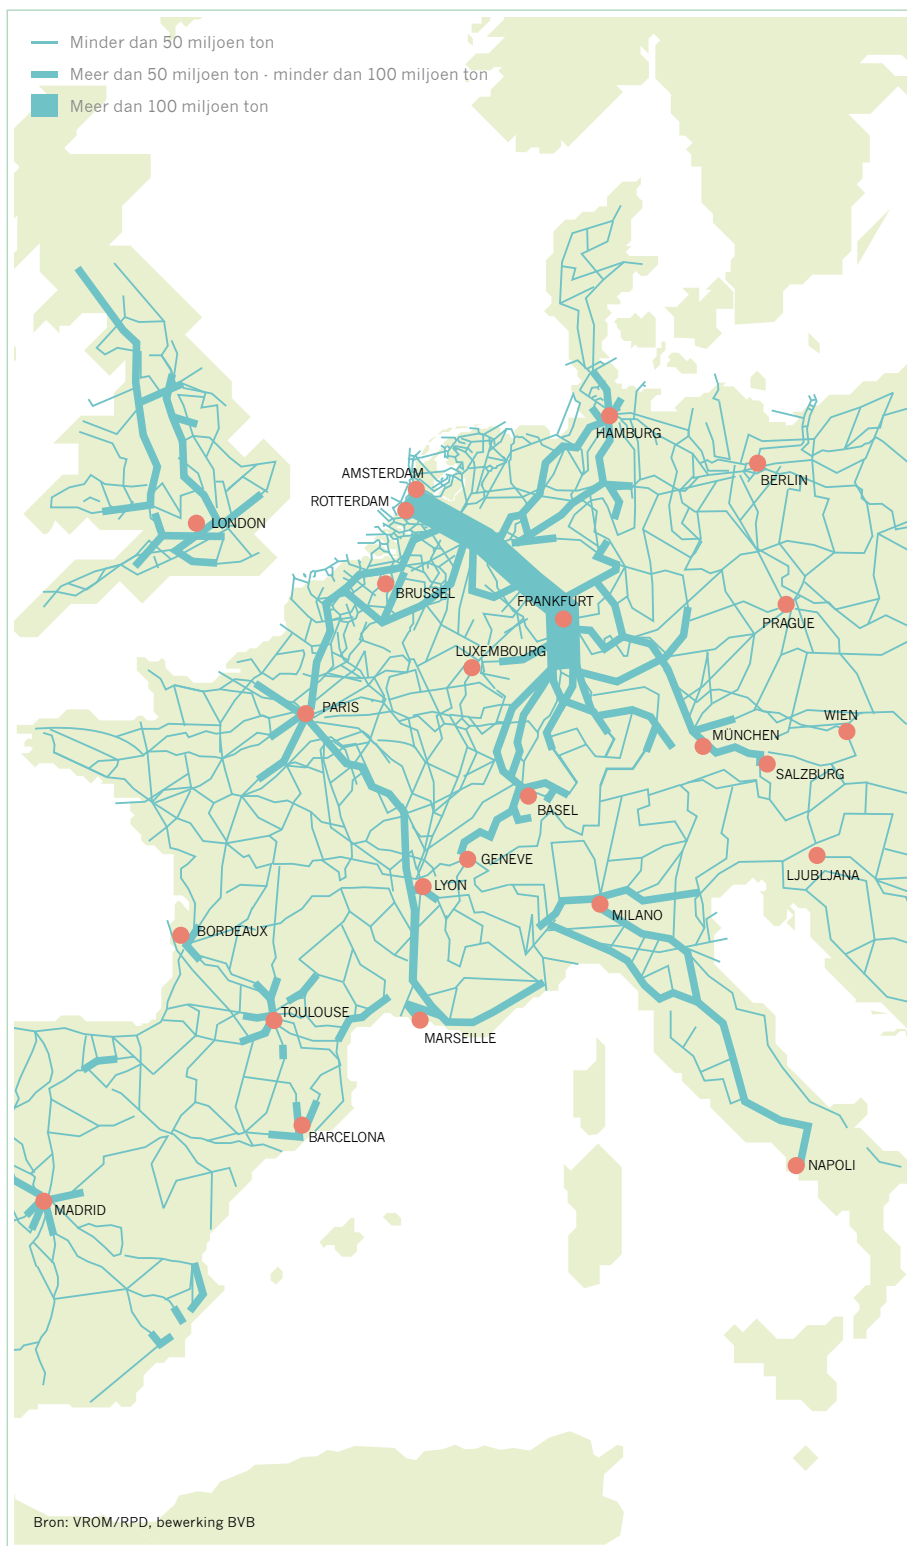 Minder dan 50 miljoen ton
Meer dan 50 miljoen ton - minder dan 100 miljoen ton
Meer dan 100 miljoen ton
HAMBURG
AMSTERDAM
BERLIN
ROTTERDAM
LONDON
BRUSSEL
FRANKFURT
PRAGUE
LUXEMBOURG
PARIS
WIEN
MÜNCHEN
SALZBURG
BASEL
GENEVE
LJUBLJANA
LYON
MILANO
BORDEAUX
TOULOUSE
MARSEILLE
BARCELONA
NAPOLI
MADRID
Bron: VROM/RPD, bewerking BVB